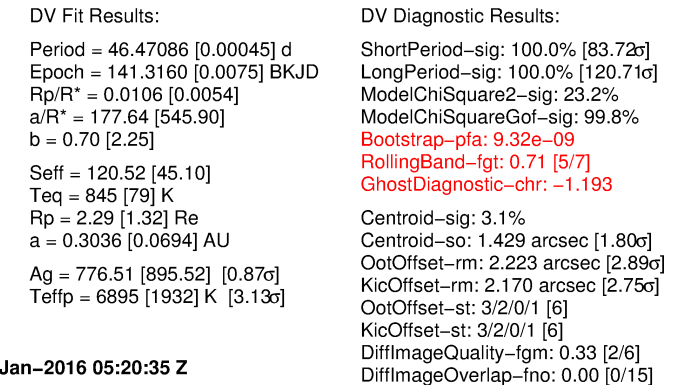 DV Fit Results:
Period = 46.47086 [0.00045] d
Epoch = 141.3160 [0.0075] BKJD
Rp/R* = 0.0106 [0.0054]
a/R* = 177.64 [545.90]
b = 0.70 [2.25]
Seff = 120.52 [45.10]
Teq = 845 [79] K
Rp = 2.29 [1.32] Re
a = 0.3036 [0.0694] AU
Ag = 776.51 [895.52] [0.87σ]
Teffp = 6895 [1932] K [3.13σ]
Jan−2016 05:20:35 Z
DV Diagnostic Results:
ShortPeriod−sig: 100.0% [83.72σ]
LongPeriod−sig: 100.0% [120.71σ]
ModelChiSquare2−sig: 23.2%
ModelChiSquareGof−sig: 99.8%
Bootstrap−pfa: 9.32e−09
RollingBand−fgt: 0.71 [5/7]
GhostDiagnostic−chr: −1.193
Centroid−sig: 3.1%
Centroid−so: 1.429 arcsec [1.80σ]
OotOffset−rm: 2.223 arcsec [2.89σ]
KicOffset−rm: 2.170 arcsec [2.75σ]
OotOffset−st: 3/2/0/1 [6]
KicOffset−st: 3/2/0/1 [6]
DiffImageQuality−fgm: 0.33 [2/6]
DiffImageOverlap−fno: 0.00 [0/15]